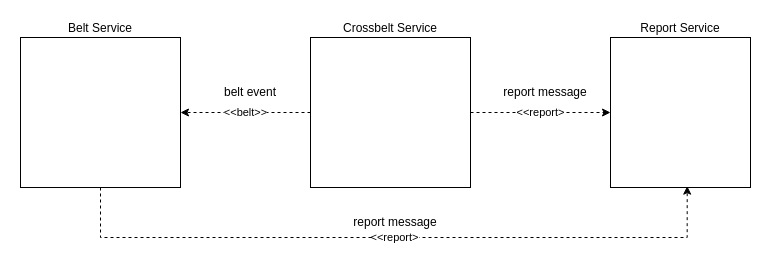 Belt Service
Crossbelt Service
Report Service
belt event
<<belt>>
report message
<<report>
report message
<<report>